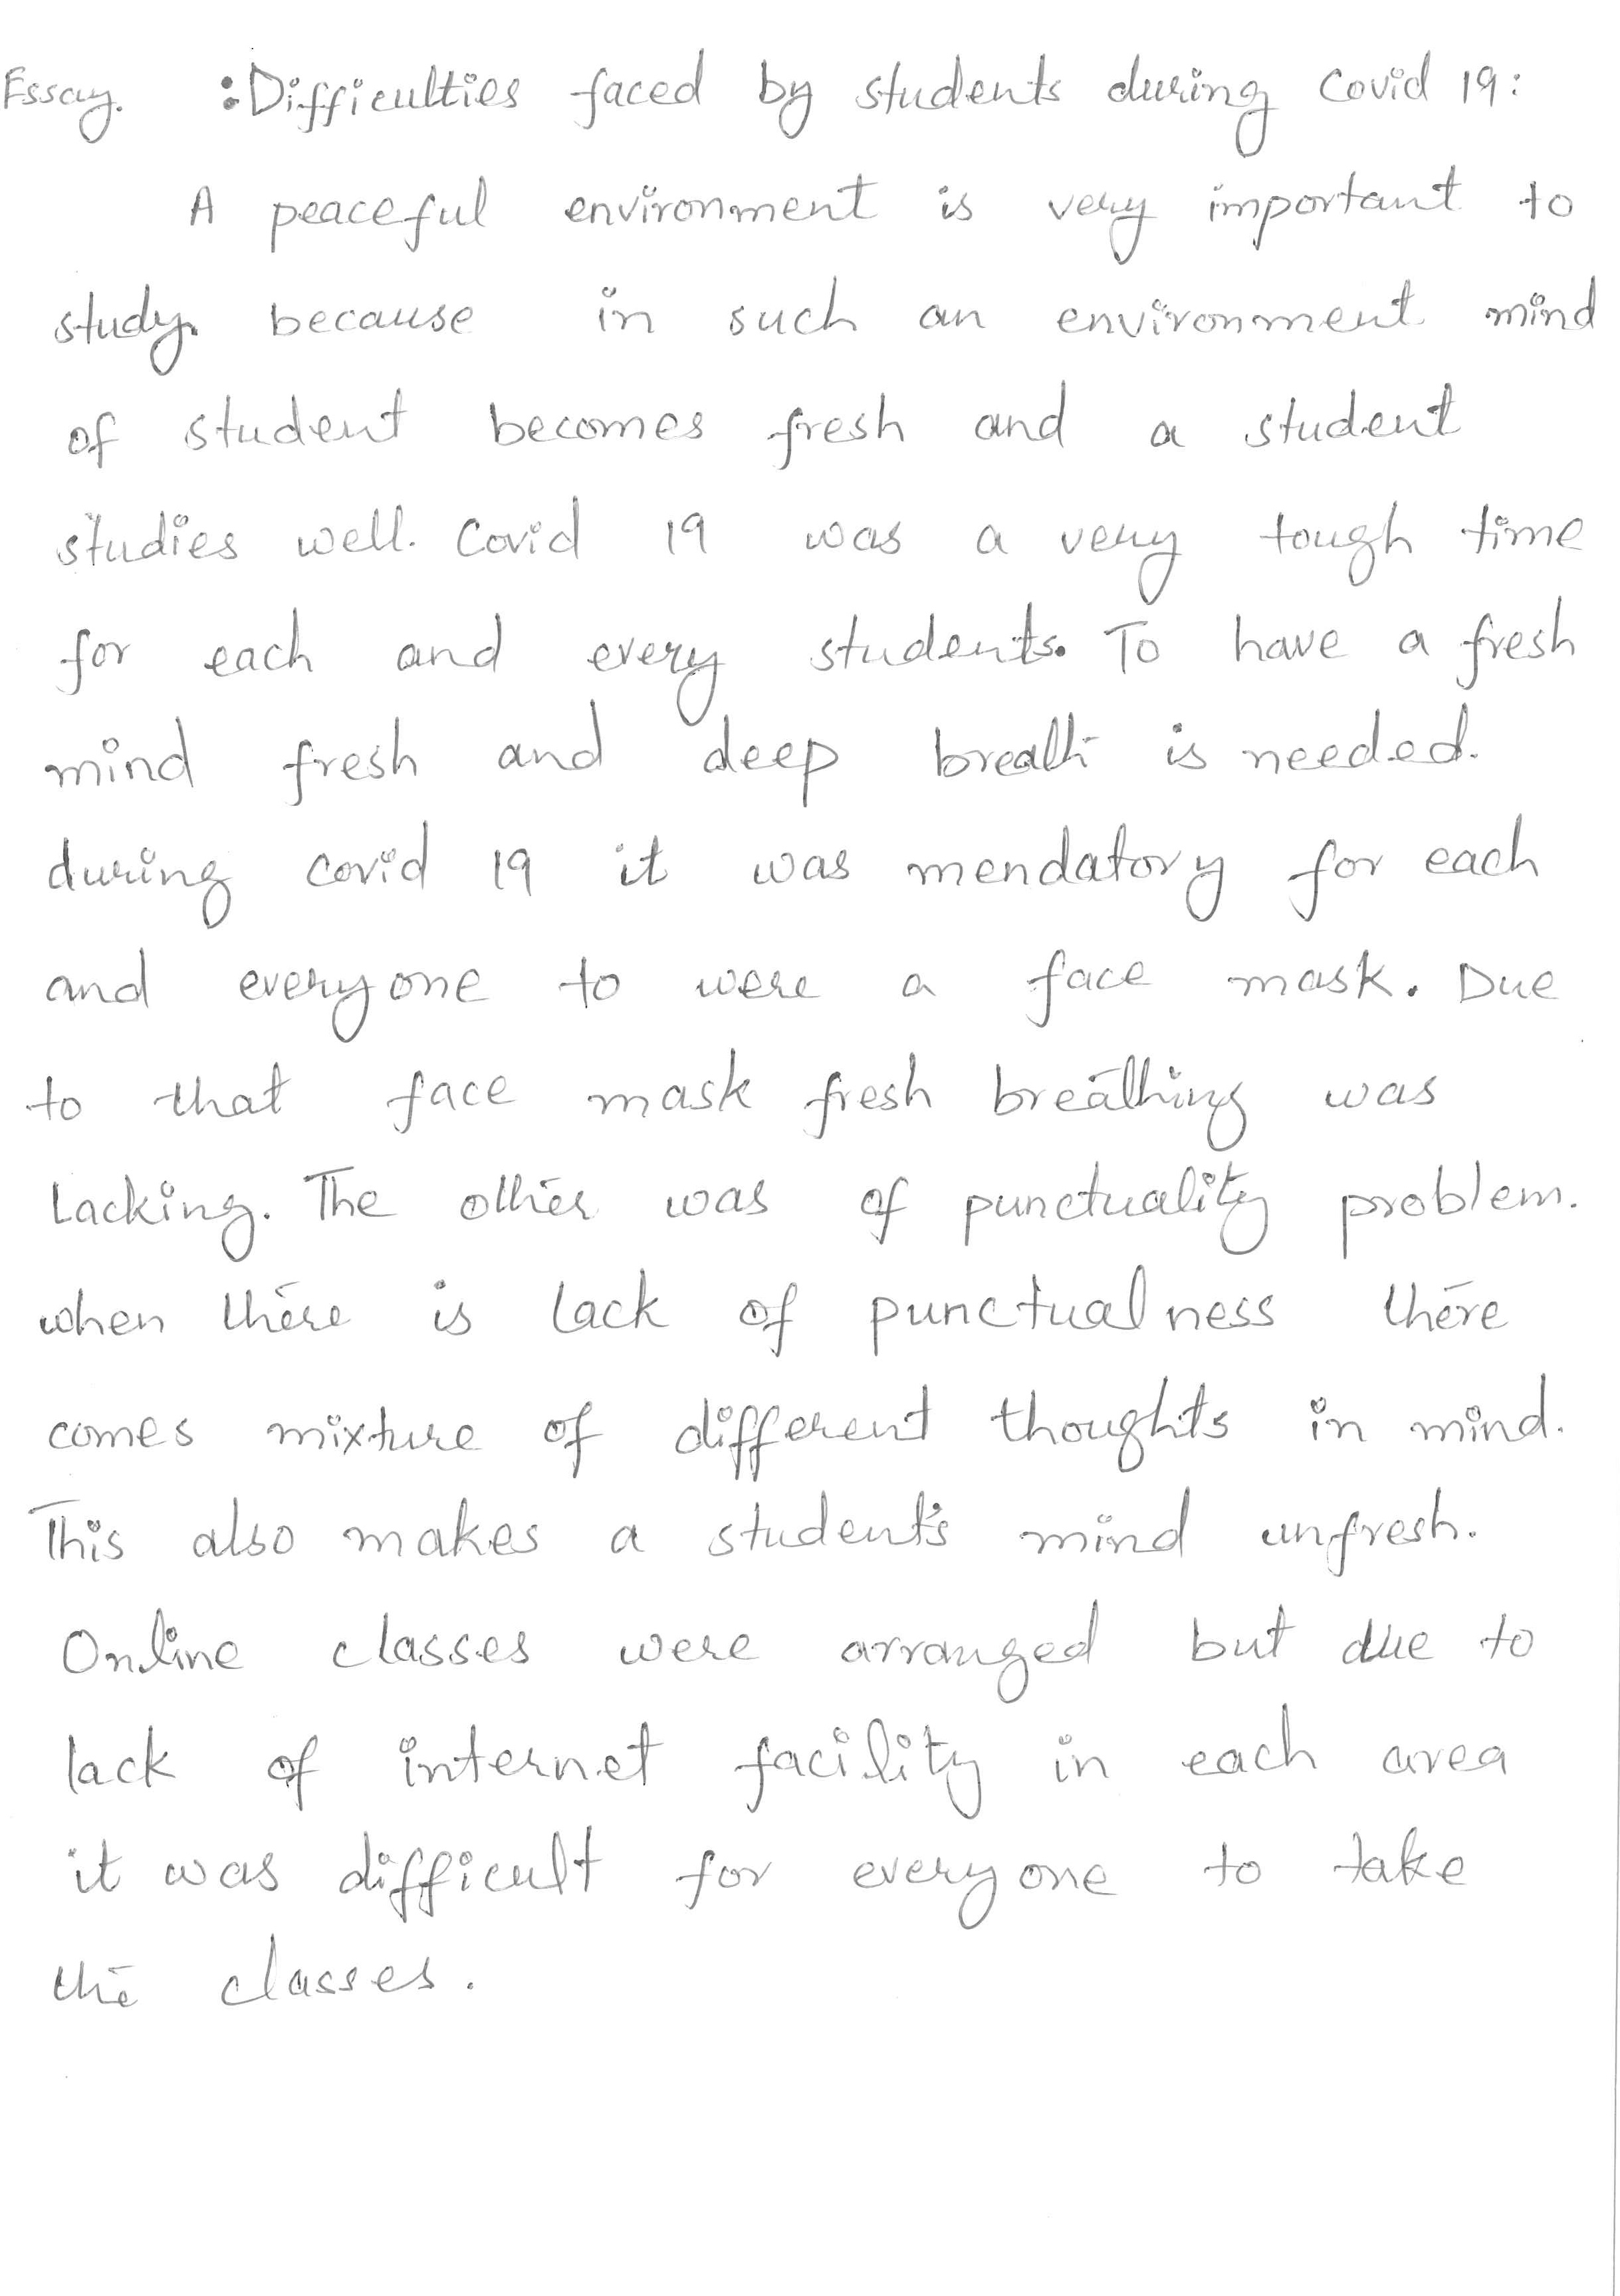 Essay. :Difficulties faced by students during Covid 19:
A peaceful environment is very important to
study. because in such an environment mind
of student becomes fresh and a student
studies well. Covid 19 was a very tough time
for each and every students. To have a fresh
mind fresh and deep breath is needed.
during covid 19 it was mendatory for each
and everyone to were a face mask. Due
to that face mask fresh breathing was
Lacking. The other was of punctuality problem.
when there is lack of punctualness there
comes mixture of different thoughts in mind.
This also makes a student's mind unfresh.
Online classes were arranged but due to
lack of internet facility in each area
it was difficult for everyone to take
the classes.